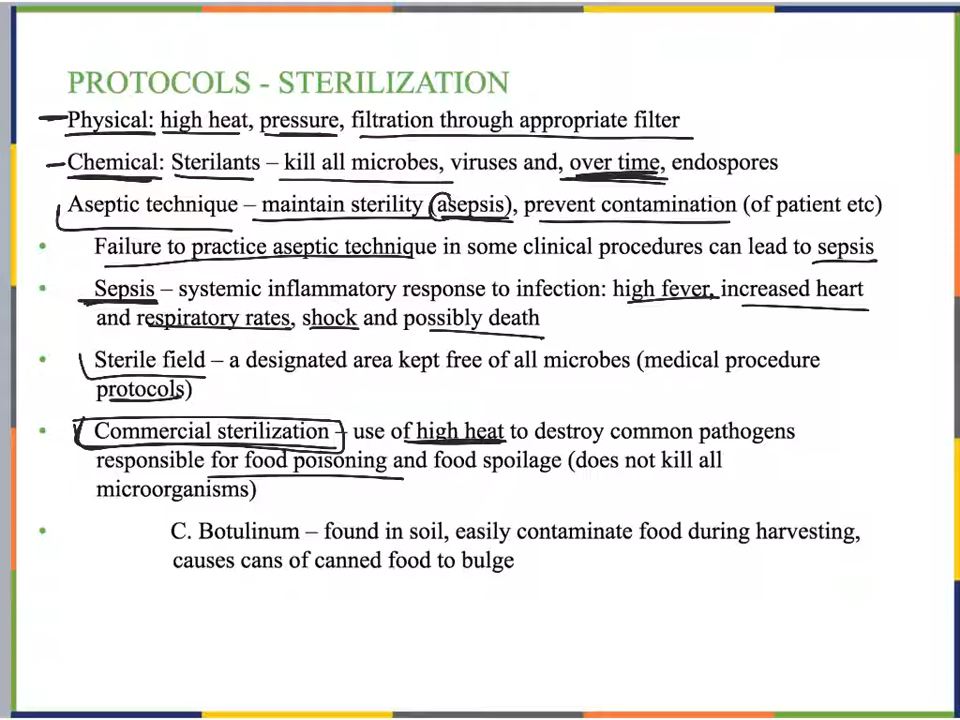 PROTOCOLS - STERILIZATION
Physical: high heat, pressure, filtration through appropriate filter
Chemical: Sterilants – kill all microbes, viruses and, over time, endospores
Aseptic technique – maintain sterility (asepsis), prevent contamination (of patient etc)
• Failure to practice aseptic technique in some clinical procedures can lead to sepsis
• Sepsis – systemic inflammatory response to infection: high fever, increased heart
and respiratory rates, shock and possibly death
• Sterile field – a designated area kept free of all microbes (medical procedure
protocols)
• Commercial sterilization – use of high heat to destroy common pathogens
responsible for food poisoning and food spoilage (does not kill all
microorganisms)
• C. Botulinum – found in soil, easily contaminate food during harvesting,
causes cans of canned food to bulge